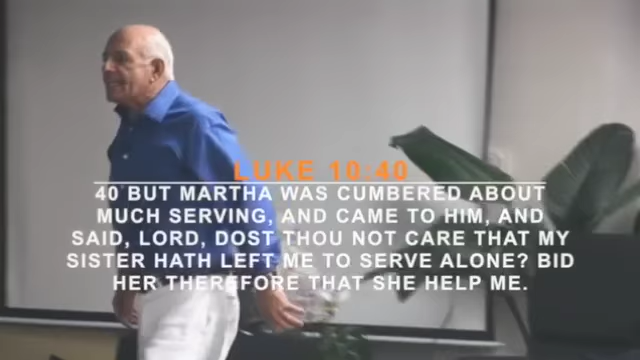 LUKE 10:40
40 BUT MARTHA WAS CUMBERED ABOUT
MUCH SERVING, AND CAME TO HIM, AND
SAID, LORD, DOST THOU NOT CARE THAT MY
SISTER HATH LEFT ME TO SERVE ALONE? BID
HER THEREFORE THAT SHE HELP ME.